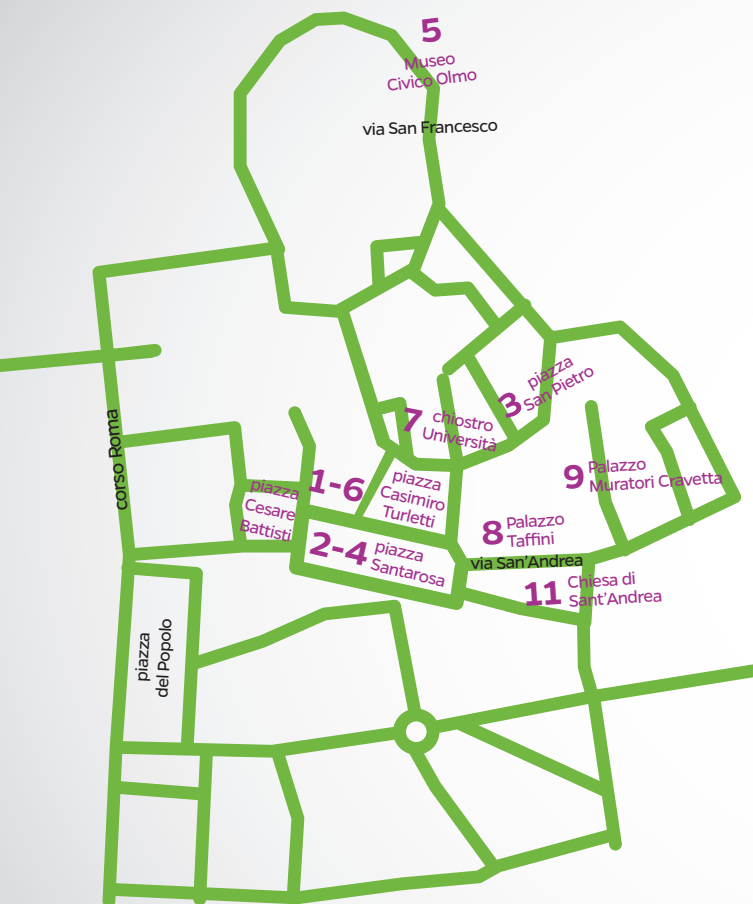 5
Museo
Civico Olmo
via San Francesco
piazza
3 San Pietro
7 chiostro
Università
corso Roma
1-6
piazza
Casimiro
Turletti
piazza
Cesare
Battisti
9 Palazzo
Muratori Cravetta
8 Palazzo
Taffini
2-4 piazza
Santarosa
via San'Andrea
11 Chiesa di
Sant'Andrea
piazza
del Popolo